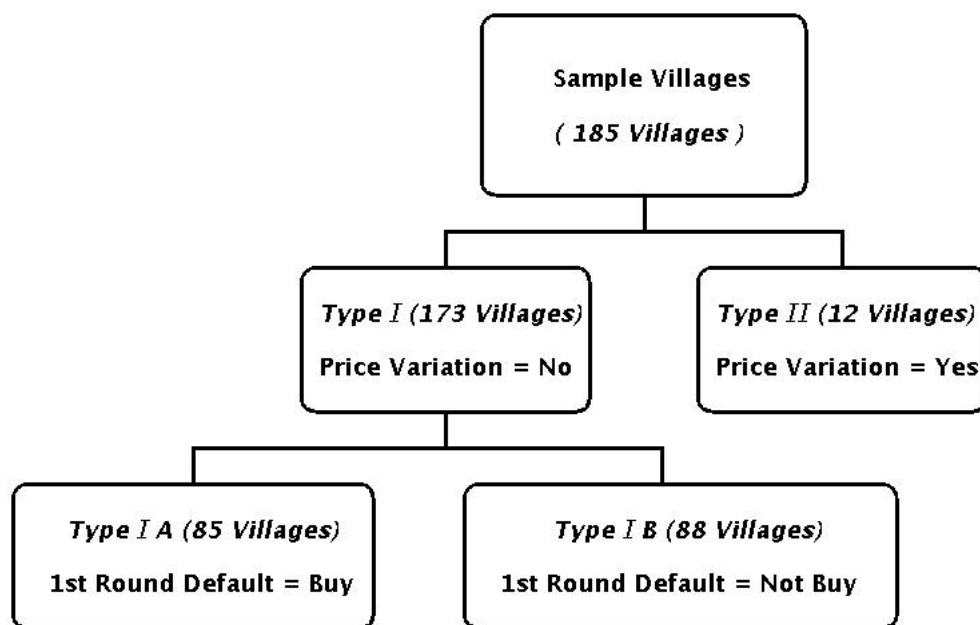 Sample Villages
( 185 Villages )
Type I (173 Villages)
Price Variation = No
Type II (12 Villages)
Price Variation = Yes
Type I A (85 Villages)
1st Round Default = Buy
Type I B (88 Villages)
1st Round Default = Not Buy